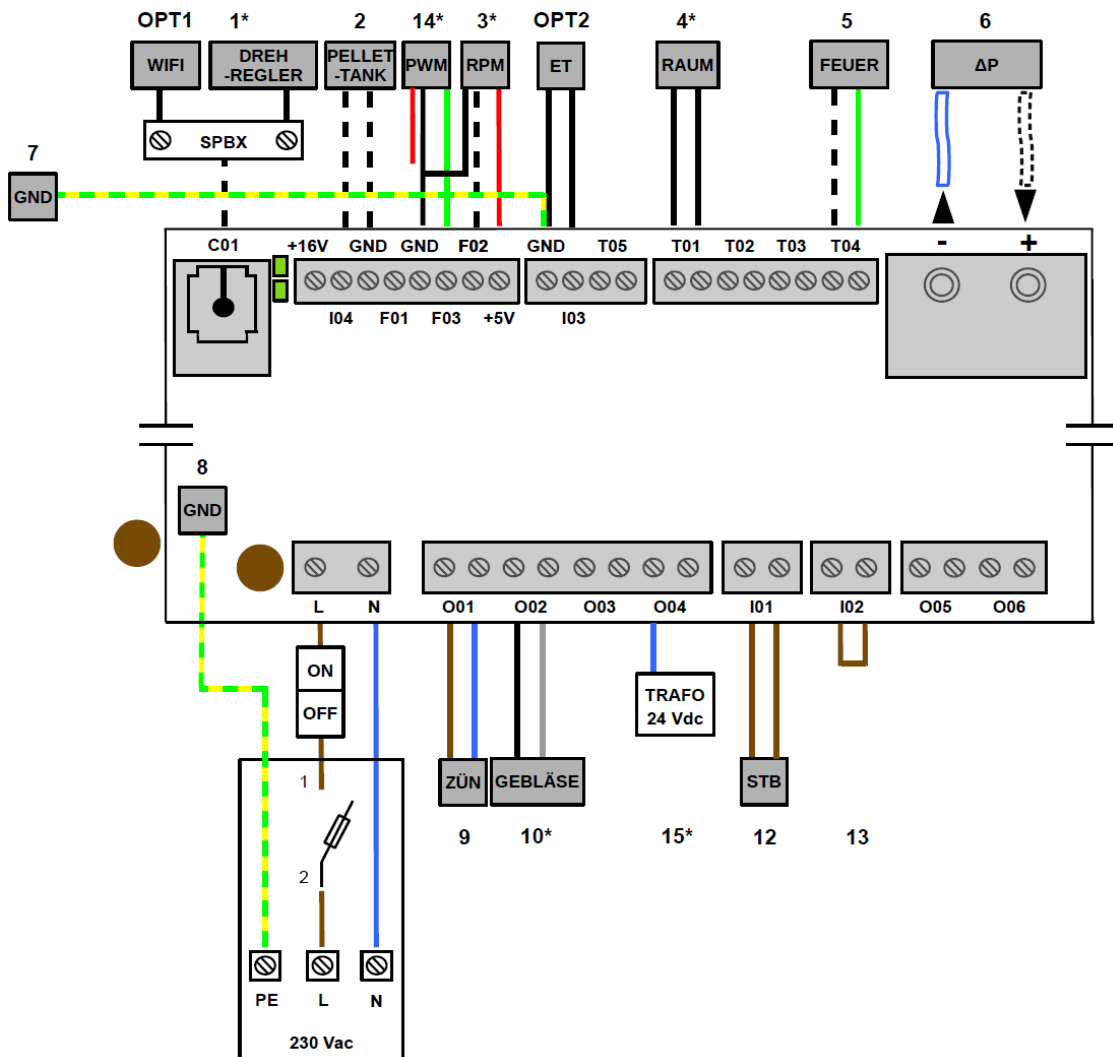 OPT1 1* 2 14* 3* OPT2 4* 5 6
WIFI
DREH
-REGLER
PELLET
-TANK
PWM
RPM
ET
RAUM
FEUER
ΔP
SPBX
7
GND
C01 +16V GND GND F02 GND T05 T01 T02 T03 T04 - +
I04 F01 F03 +5V I03
8
GND
L N O01 O02 O03 O04 I01 I02 O05 O06
ON
OFF
TRAFO
24 Vdc
ZÜN
GEBLÄSE
STB
1
9 10* 15* 12 13
2
PE L N
230 Vac